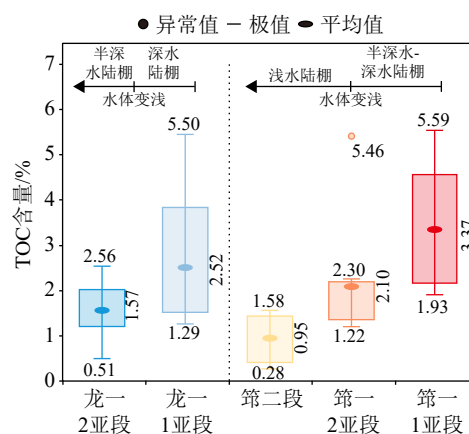 ● 异常值 – 极值 ● 平均值
半深水陆棚
深水陆棚
水体变浅
浅水陆棚
半深水-深水陆棚
水体变浅
TOC含量/%
7
6
5
4
3
2
1
0
2.56
1.57
0.51
5.50
2.52
1.29
1.58
0.95
0.28
5.46
2.30
2.10
1.22
5.59
3.37
1.93
龙一
2亚段
龙一
1亚段
筇二段
筇一
2亚段
筇一
1亚段